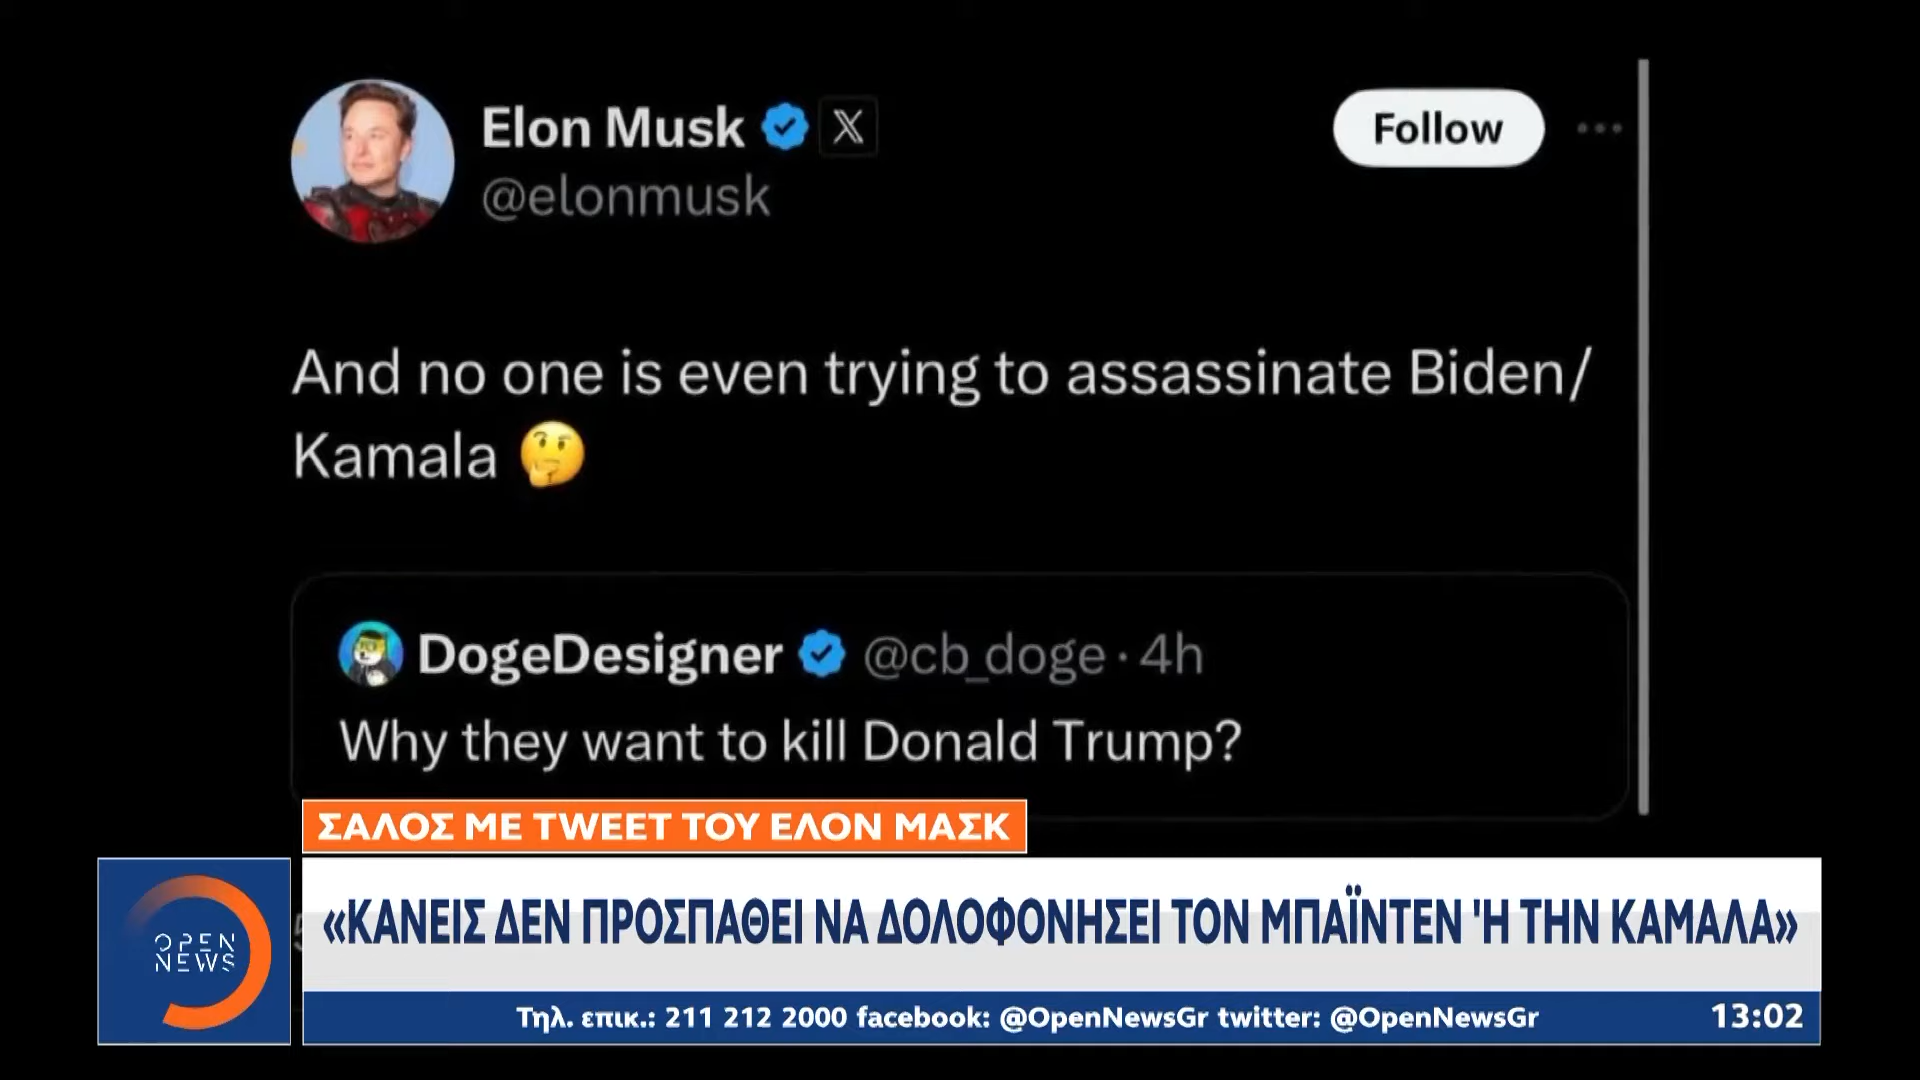 Elon Musk X
@elonmusk
Follow
And no one is even trying to assassinate Biden/
Kamala 🤔
DogeDesigner @cb_doge · 4h
Why they want to kill Donald Trump?
ΣΑΛΟΣ ΜΕ TWEET ΤΟΥ ΕΛΟΝ ΜΑΣΚ
«ΚΑΝΕΙΣ ΔΕΝ ΠΡΟΣΠΑΘΕΙ ΝΑ ΔΟΛΟΦΟΝΗΣΕΙ ΤΟΝ ΜΠΑΪΝΤΕΝ 'Η ΤΗΝ ΚΑΜΑΛΑ»
OPEN
NEWS
Τηλ. επικ.: 211 212 2000 facebook: @OpenNewsGr twitter: @OpenNewsGr
13:02